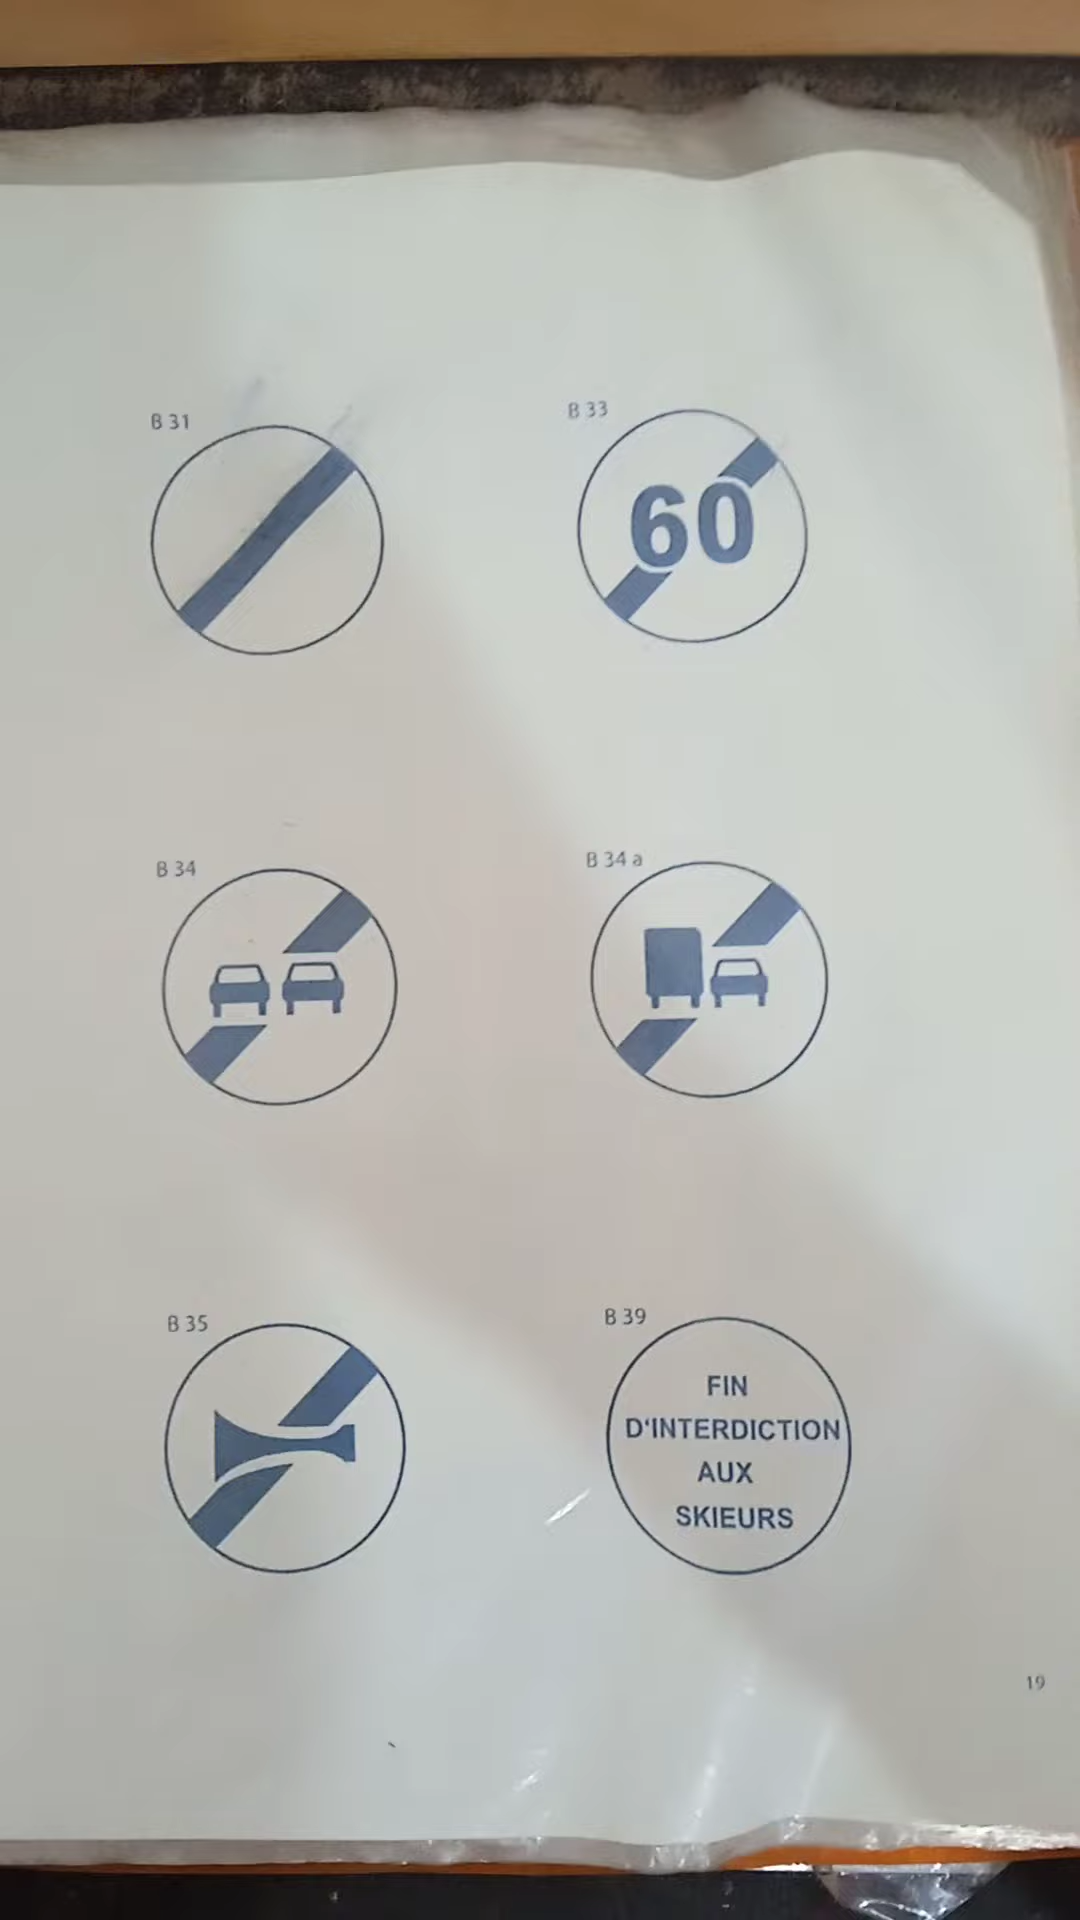 B 31
B 33
60
B 34
B 34 a
B 35
B 39
FIN
D'INTERDICTION
AUX
SKIEURS
19